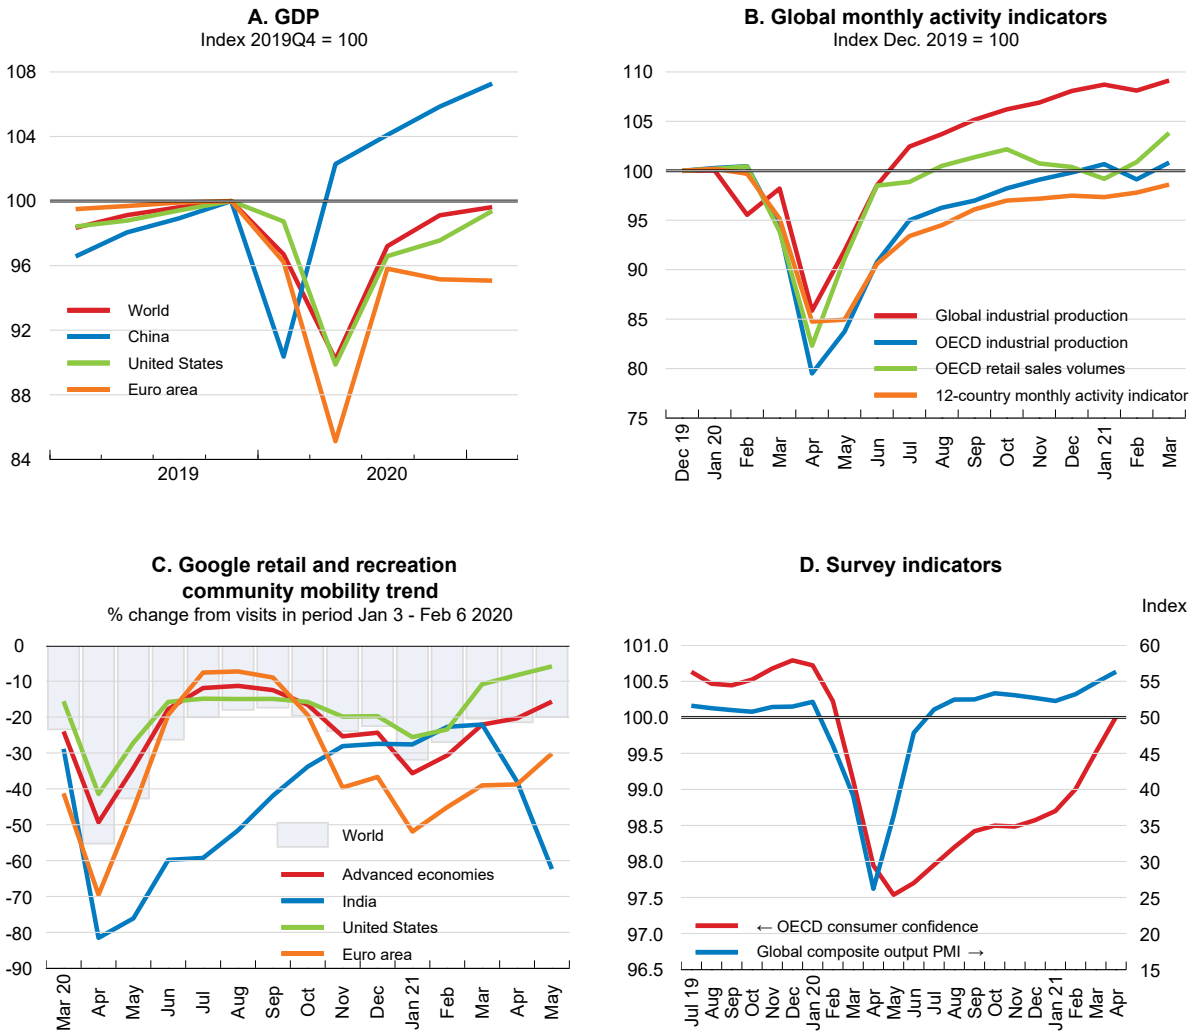 A. GDP
Index 2019Q4 = 100
108
104
100
96
92
88
84
World
China
United States
Euro area
2019
2020
B. Global monthly activity indicators
Index Dec. 2019 = 100
110
105
100
95
90
85
80
75
Global industrial production
OECD industrial production
OECD retail sales volumes
12-country monthly activity indicator
Dec 19
Jan 20
Feb
Mar
Apr
May
Jun
Jul
Aug
Sep
Oct
Nov
Dec
Jan 21
Feb
Mar
C. Google retail and recreation
community mobility trend
% change from visits in period Jan 3 - Feb 6 2020
0
-10
-20
-30
-40
-50
-60
-70
-80
-90
World
Advanced economies
India
United States
Euro area
Mar 20
Apr
May
Jun
Jul
Aug
Sep
Oct
Nov
Dec
Jan 21
Feb
Mar
Apr
May
D. Survey indicators
Index
101.0
100.5
100.0
99.5
99.0
98.5
98.0
97.5
97.0
96.5
60
55
50
45
40
35
30
25
20
15
← OECD consumer confidence
Global composite output PMI →
Jul 19
Aug
Sep
Oct
Nov
Dec
Jan 20
Feb
Mar
Apr
May
Jun
Jul
Aug
Sep
Oct
Nov
Dec
Jan 21
Feb
Mar
Apr